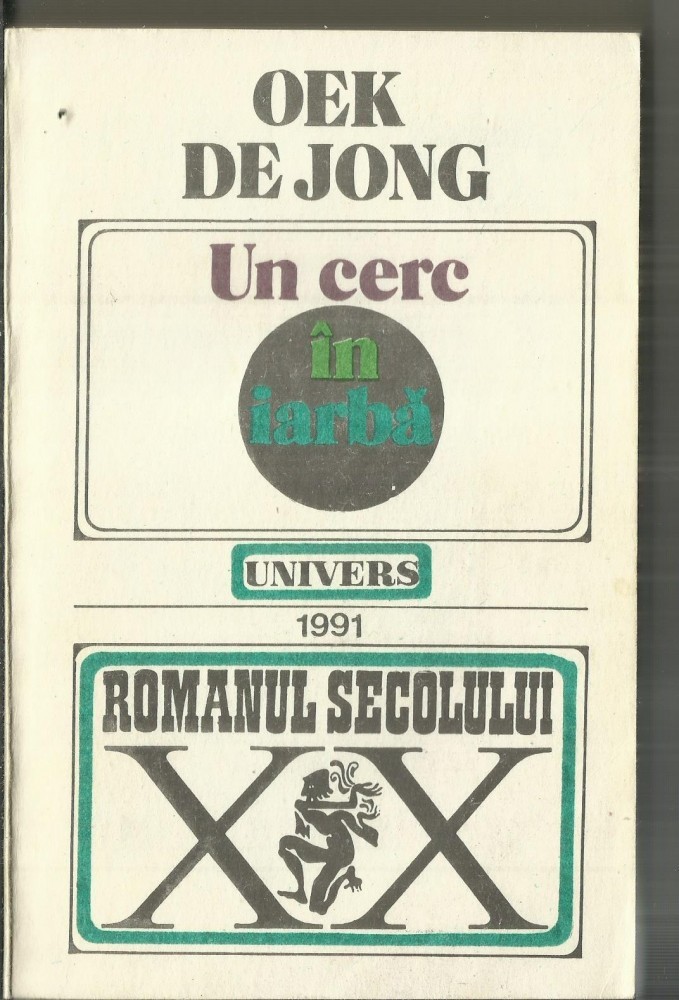 OEK
DE JONG
Un cerc
în
iarbă
UNIVERS
1991
ROMANUL SECOLULUI
XX